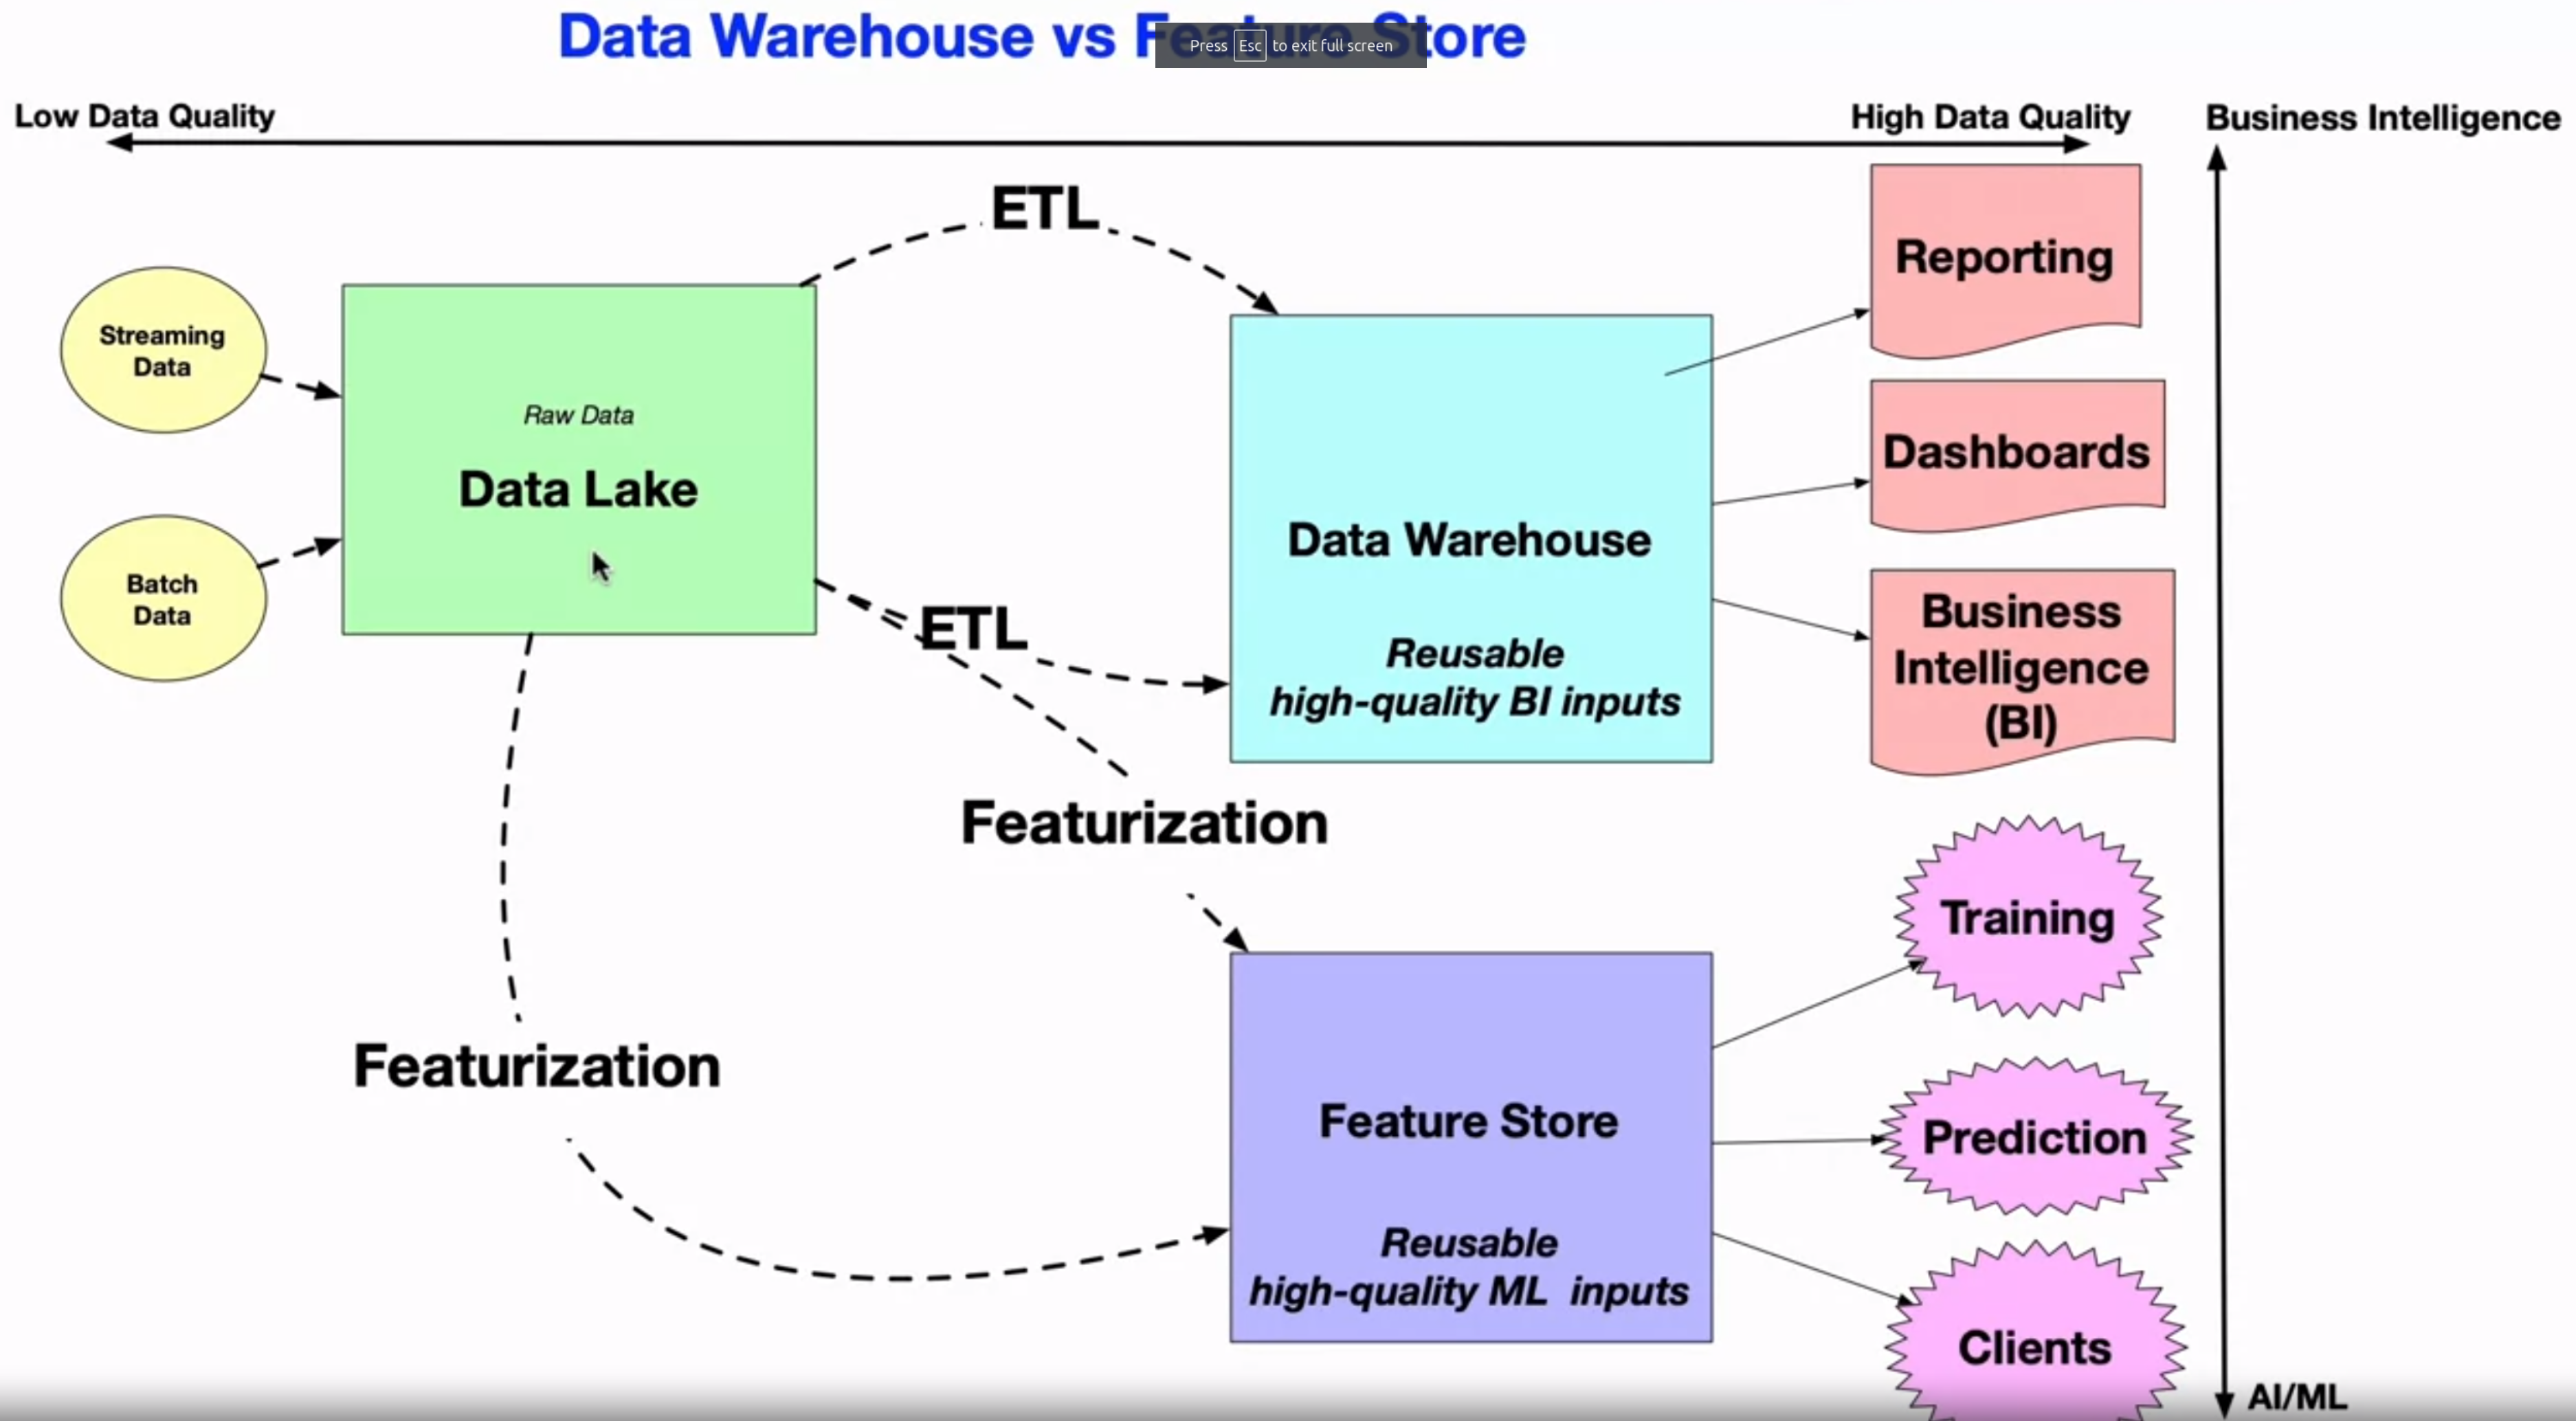 Data Warehouse vs Feature Store
Press Esc to exit full screen
Low Data Quality
High Data Quality
Business Intelligence
ETL
Reporting
Streaming
Data
Raw Data
Data Lake
Dashboards
Data Warehouse
Batch
Data
ETL
Reusable
high-quality BI inputs
Business
Intelligence
(BI)
Featurization
Training
Featurization
Feature Store
Prediction
Reusable
high-quality ML inputs
Clients
AI/ML